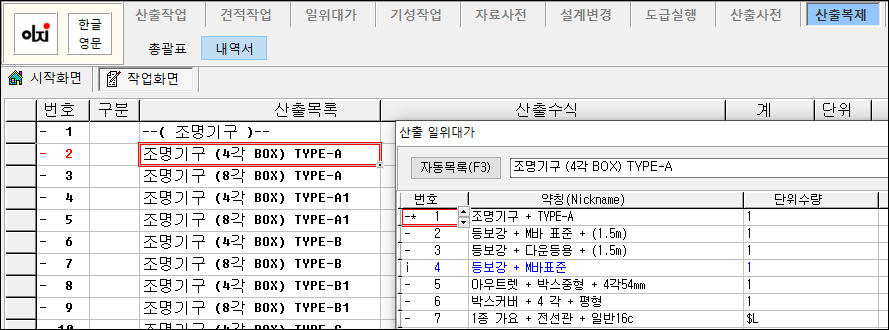 이지
한글
영문
산출작업 견적작업 일위대가 기성작업 자료사전 설계변경 도급실행 산출사전 산출복제
총괄표 내역서
시작화면 작업화면
번호 구분 산출목록 산출수식 계 단위
- 1 --( 조명기구 )--
- 2 조명기구 (4각 BOX) TYPE-A
- 3 조명기구 (8각 BOX) TYPE-A
- 4 조명기구 (4각 BOX) TYPE-A1
- 5 조명기구 (8각 BOX) TYPE-A1
- 6 조명기구 (4각 BOX) TYPE-B
- 7 조명기구 (8각 BOX) TYPE-B
- 8 조명기구 (4각 BOX) TYPE-B1
- 9 조명기구 (8각 BOX) TYPE-B1
10 조명기구 (4각 BOX) TYPE-C
산출 일위대가
자동목록(F3) 조명기구 (4각 BOX) TYPE-A
번호 약칭(Nickname) 단위수량
-* 1 조명기구 + TYPE-A 1
- 2 등보강 + M바 표준 + (1.5m) 1
- 3 등보강 + 다운등용 + (1.5m) 1
i 4 등보강 + M바표준 1
- 5 아우트렛 + 박스중형 + 4각54mm 1
- 6 박스커버 + 4 각 + 평형 1
- 7 1종 가요 + 전선관 + 일반16c $L